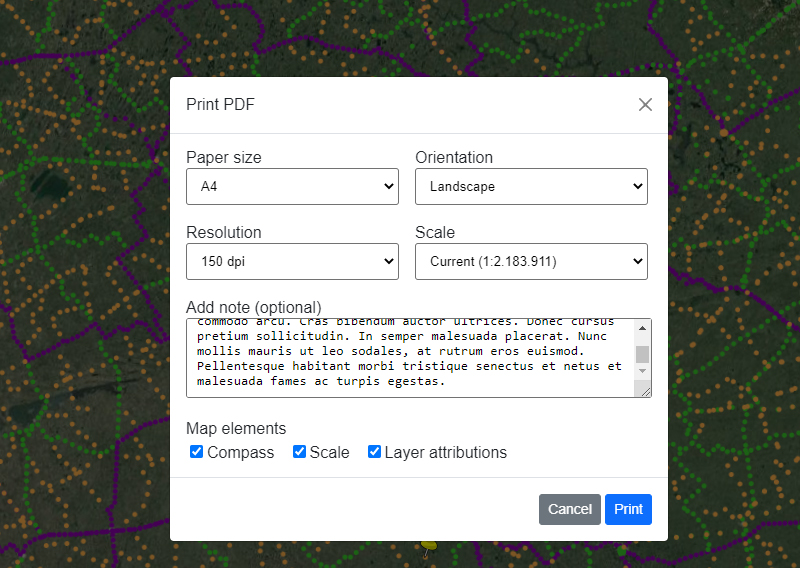 Print PDF
Paper size
Orientation
A4
Landscape
Resolution
Scale
150 dpi
Current (1:2.183.911)
Add note (optional)
commodo arcu. Cras bibendum auctor ultrices. Donec cursus
pretium sollicitudin. In semper malesuada placerat. Nunc
mollis mauris ut leo sodales, at rutrum eros euismod.
Pellentesque habitant morbi tristique senectus et netus et
malesuada fames ac turpis egestas.
Map elements
Compass Scale Layer attributions
Cancel Print